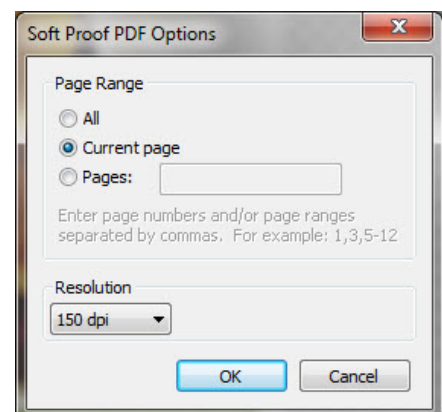 Soft Proof PDF Options
Page Range
All
Current page
Pages:
Enter page numbers and/or page ranges
separated by commas.  For example: 1,3,5-12
Resolution
150 dpi
OK
Cancel